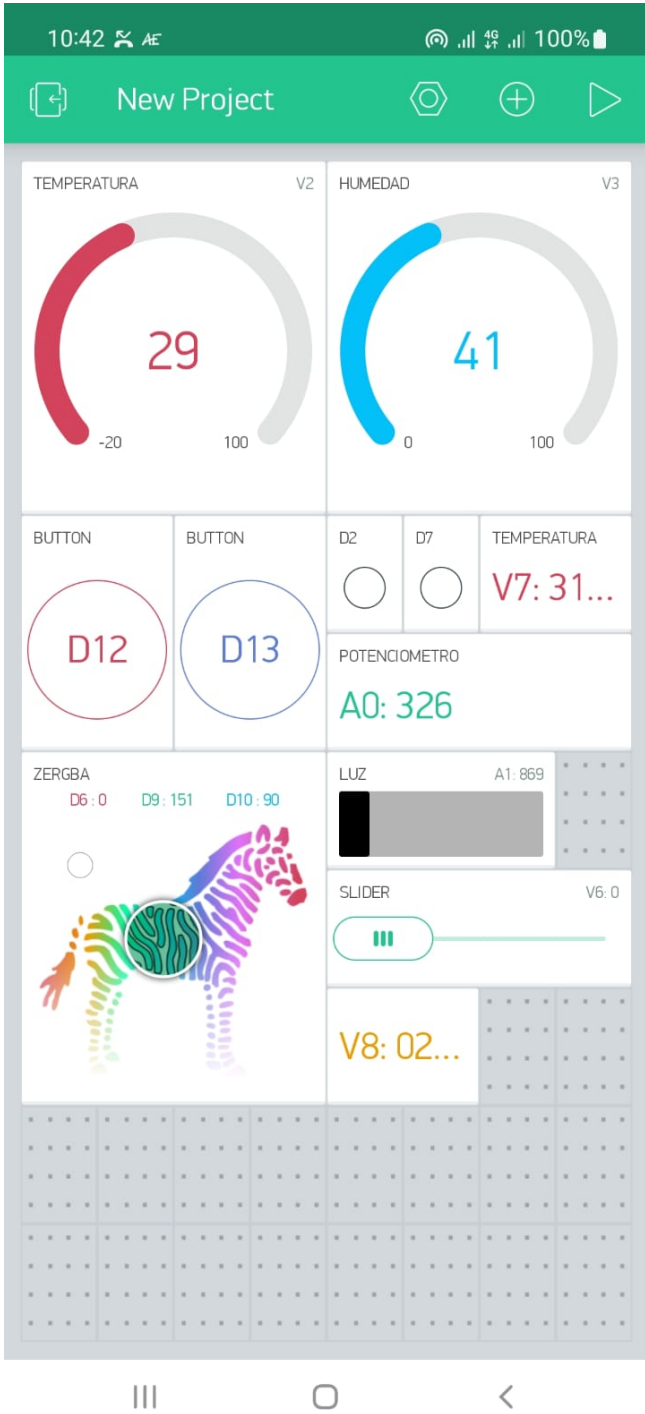 10:42 Æ 4G 100%
New Project
TEMPERATURA V2
29
-20 100
HUMEDAD V3
41
0 100
BUTTON
D12
BUTTON
D13
D2
D7
TEMPERATURA
V7: 31...
POTENCIOMETRO
A0: 326
ZERGBA
D6 : 0 D9 : 151 D10 : 90
LUZ A1: 869
SLIDER V6: 0
V8: 02...